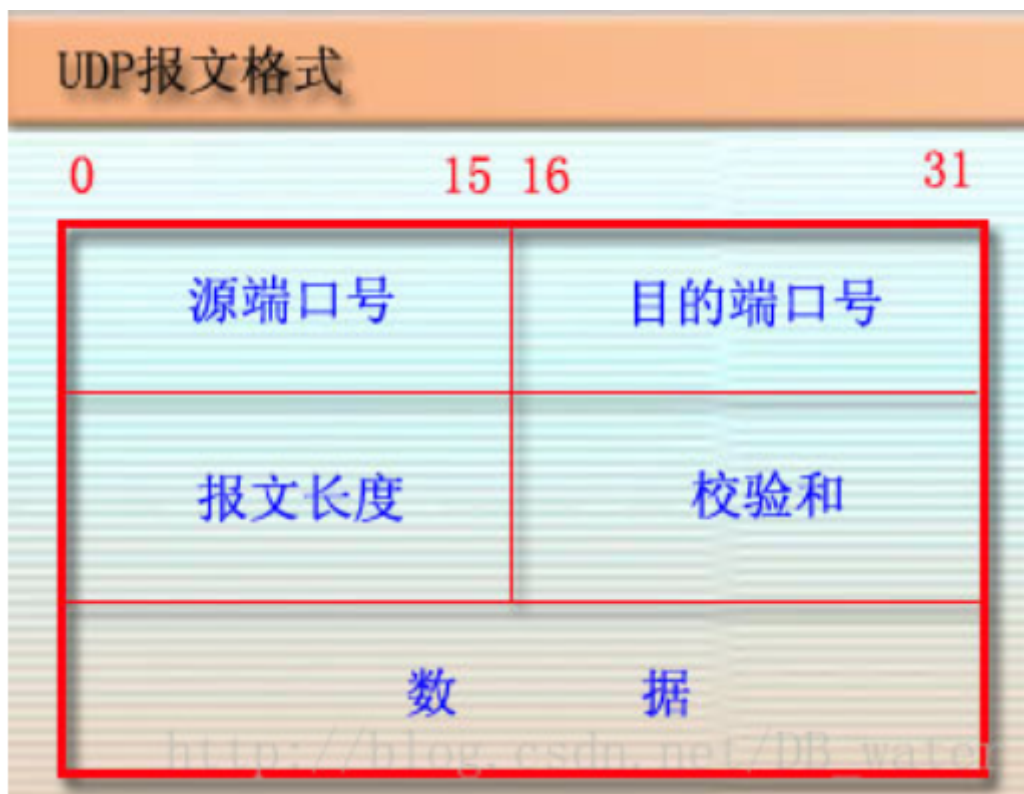 UDP报文格式
0 15 16 31
源端口号 目的端口号
报文长度 校验和
数 据
http://blog.csdn.net/DB_water